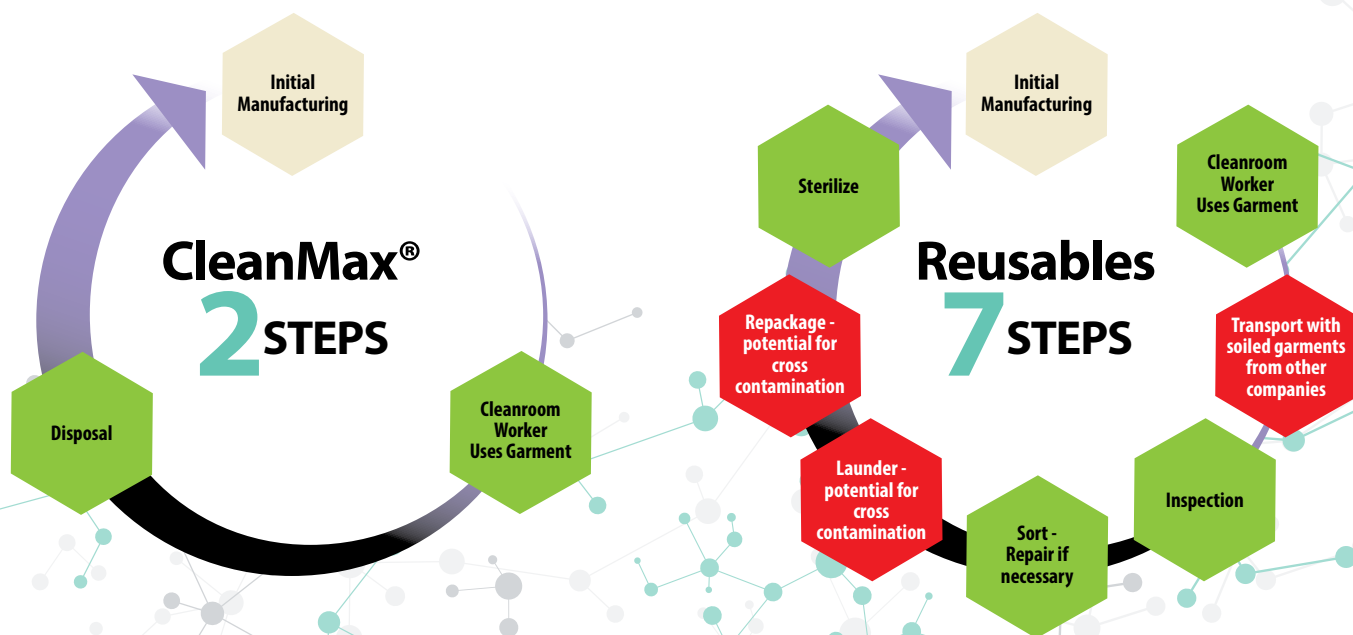 Initial
Manufacturing
CleanMax®
2 STEPS
Disposal
Cleanroom
Worker
Uses Garment
Initial
Manufacturing
Reusables
7 STEPS
Cleanroom
Worker
Uses Garment
Transport with
soiled garments
from other
companies
Inspection
Sort -
Repair if
necessary
Launder -
potential for
cross
contamination
Repackage -
potential for
cross
contamination
Sterilize